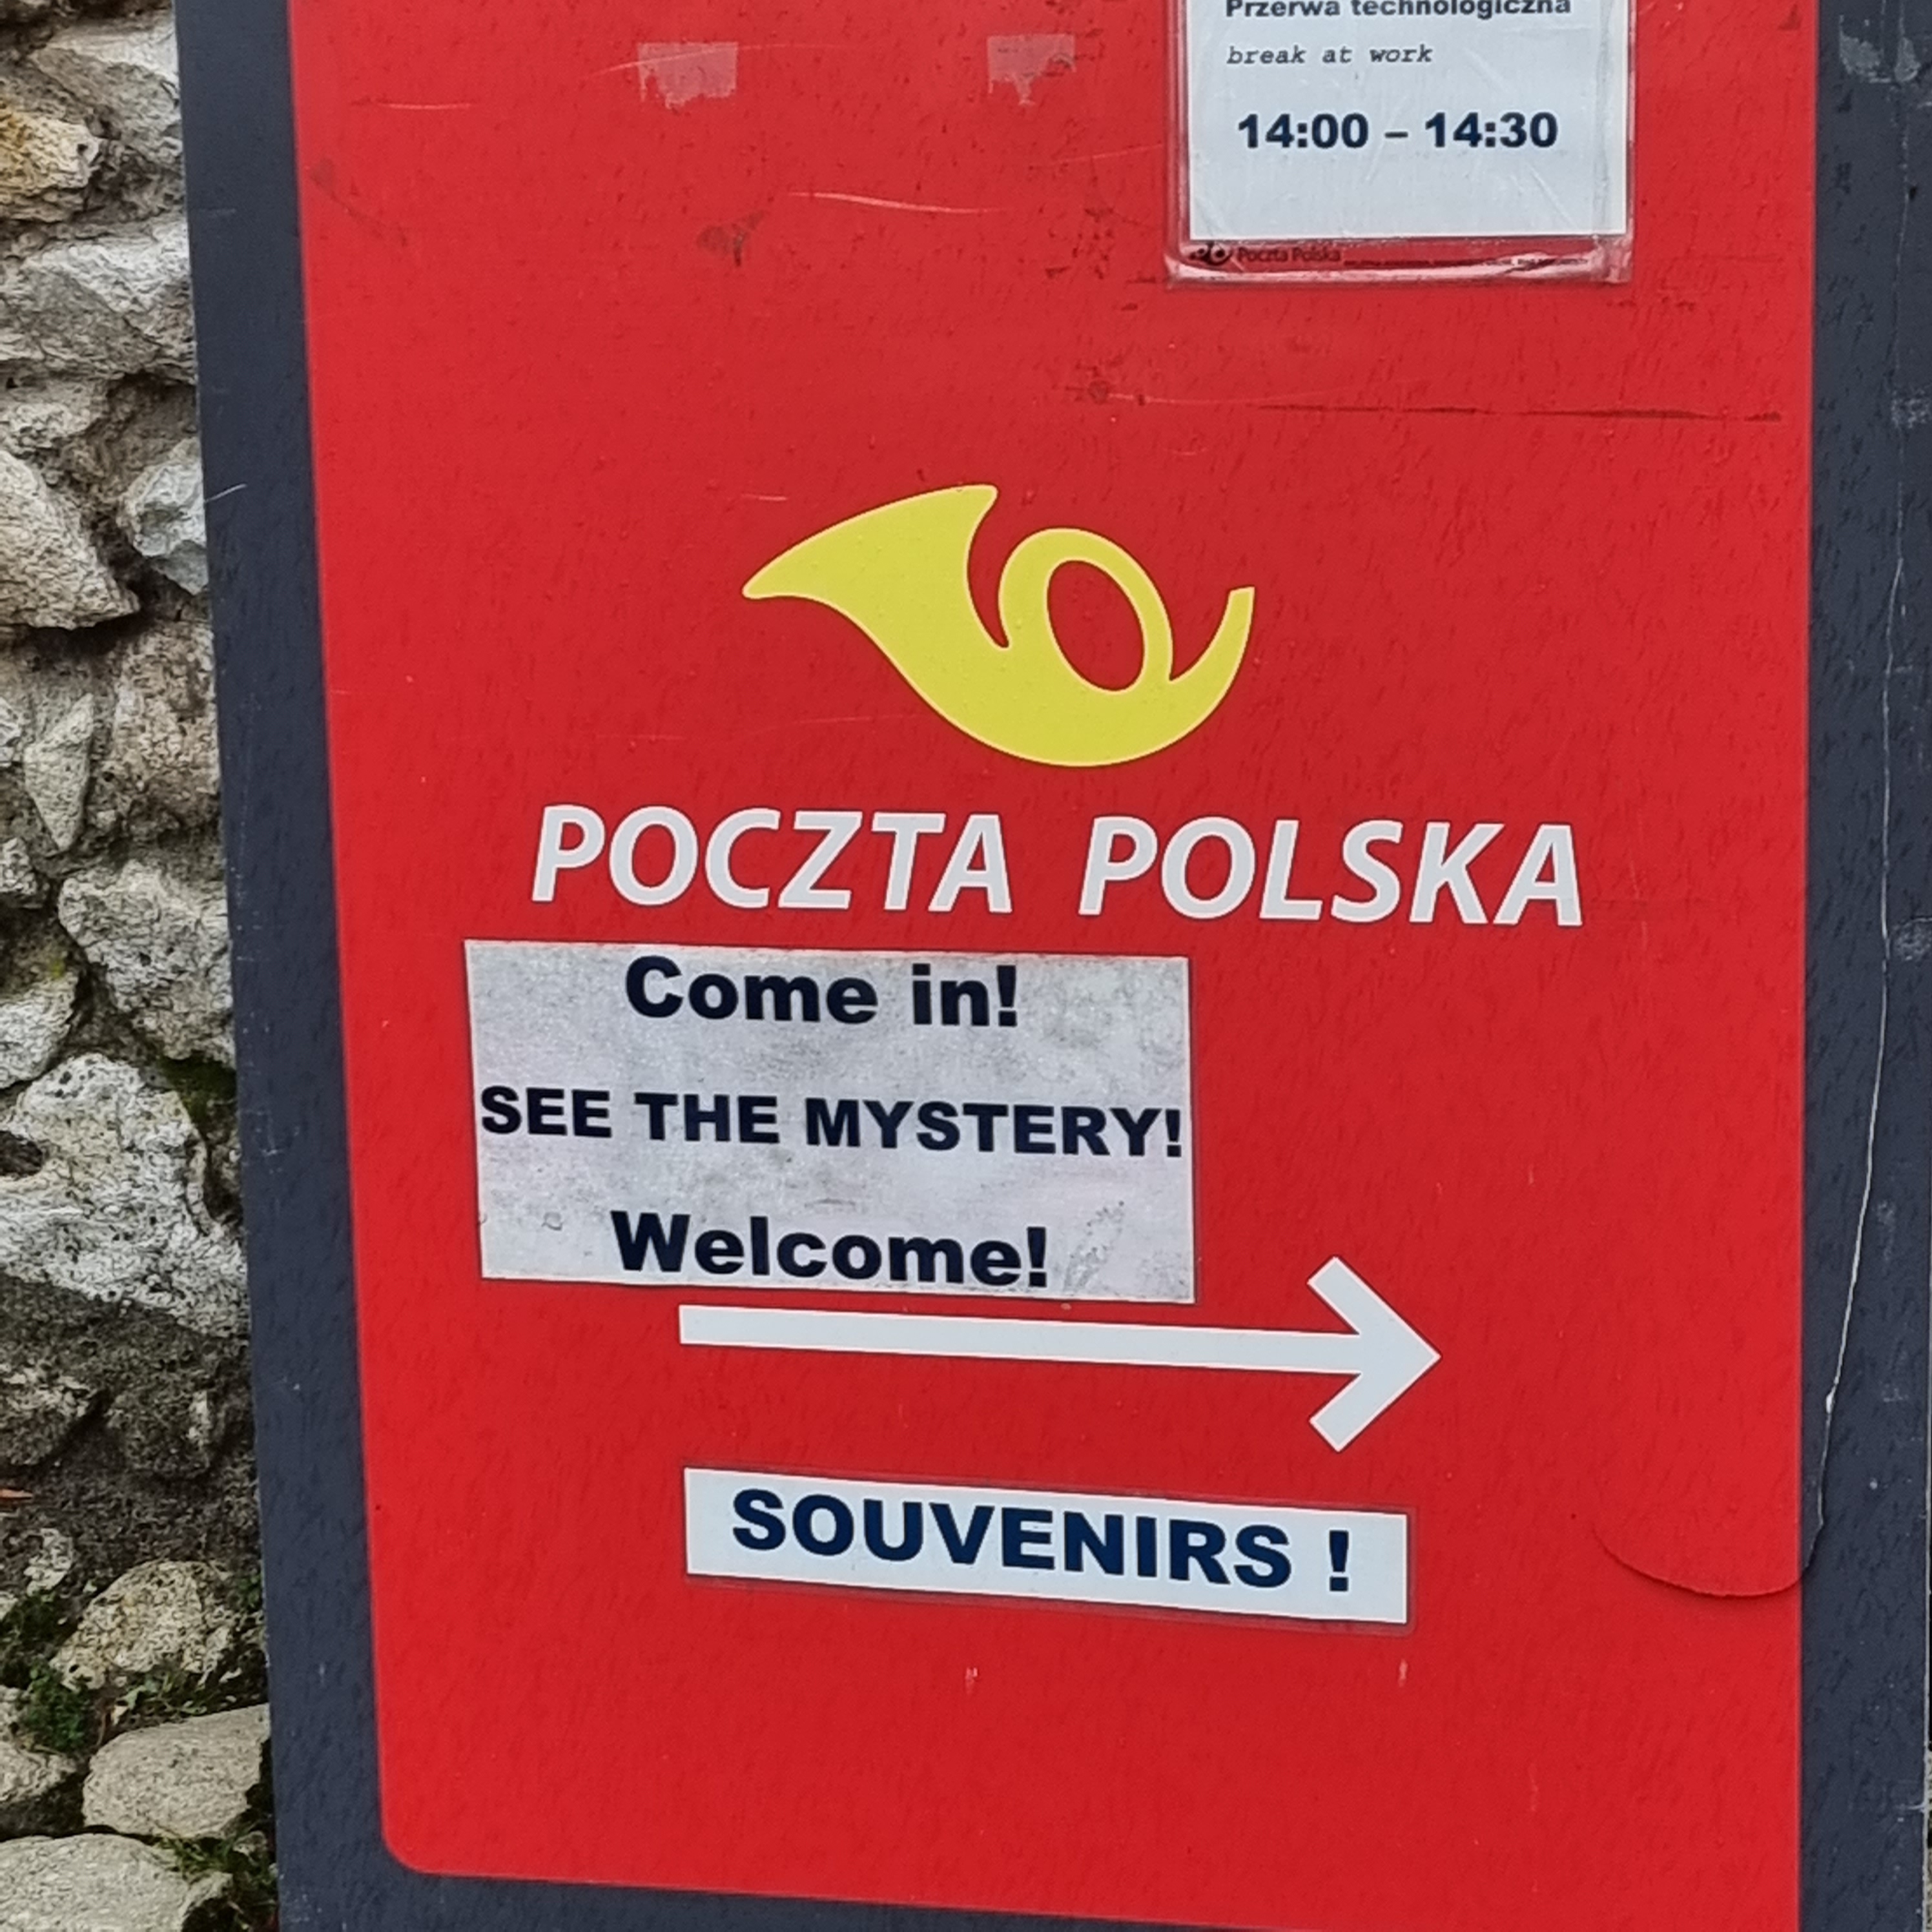 Przerwa technologiczna
break at work
14:00 – 14:30
Poczta Polska
POCZTA POLSKA
Come in!
SEE THE MYSTERY!
Welcome!
SOUVENIRS !